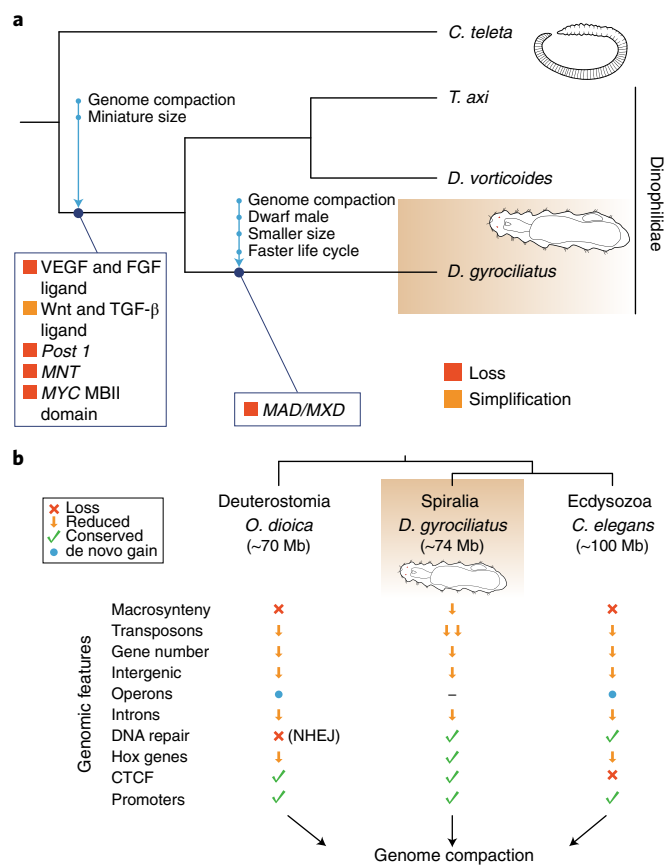 a
C. teleta
T. axi
D. vorticoides
D. gyrociliatus
Dinophilidae
Genome compaction
Miniature size
Genome compaction
Dwarf male
Smaller size
Faster life cycle
VEGF and FGF
ligand
Wnt and TGF-β
ligand
Post 1
MNT
MYC MBII
domain
MAD/MXD
Loss
Simplification
b
Loss
Reduced
Conserved
de novo gain
Deuterostomia
O. dioica
(~70 Mb)
Spiralia
D. gyrociliatus
(~74 Mb)
Ecdysozoa
C. elegans
(~100 Mb)
Genomic features
Macrosynteny
Transposons
Gene number
Intergenic
Operons –
Introns
DNA repair (NHEJ)
Hox genes
CTCF
Promoters
Genome compaction